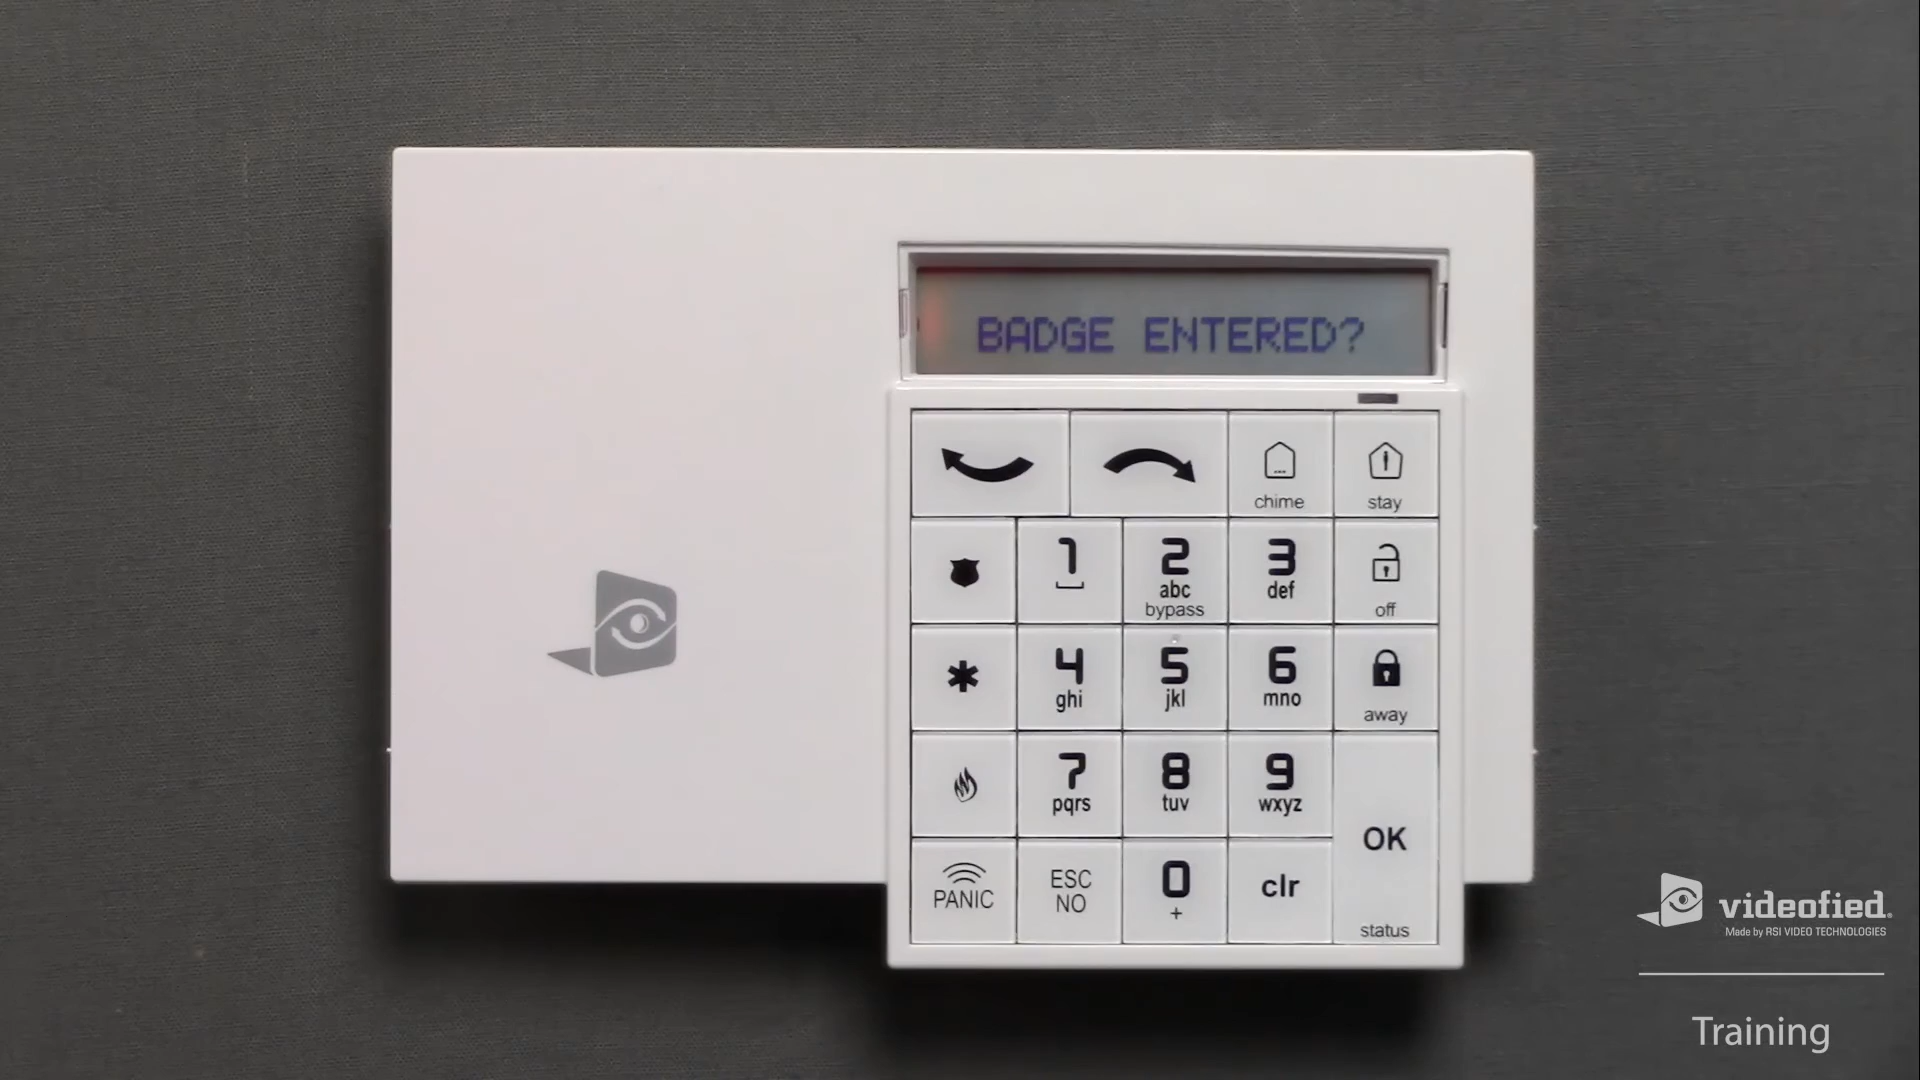 BADGE ENTERED?
chime
stay
1
2
abc
bypass
3
def
off
4
ghi
5
jkl
6
mno
away
7
pqrs
8
tuv
9
wxyz
OK
status
PANIC
ESC
NO
0
+
clr
videofied®
Made by RSI VIDEO TECHNOLOGIES
Training